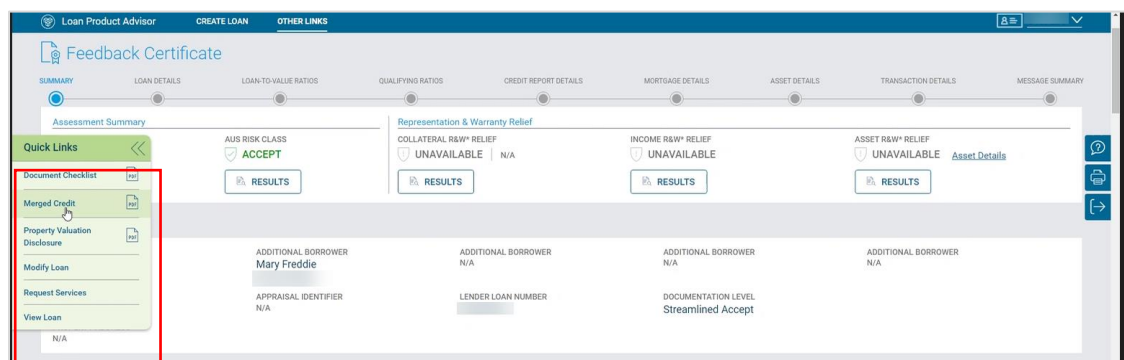 Loan Product Advisor CREATE LOAN OTHER LINKS
Feedback Certificate
SUMMARY LOAN DETAILS LOAN-TO-VALUE RATIOS QUALIFYING RATIOS CREDIT REPORT DETAILS MORTGAGE DETAILS ASSET DETAILS TRANSACTION DETAILS MESSAGE SUMMARY
Assessment Summary Representation & Warranty Relief
Quick Links
Document Checklist PDF
Merged Credit PDF
Property Valuation
Disclosure PDF
Modify Loan
Request Services
View Loan
AUS RISK CLASS COLLATERAL R&W* RELIEF INCOME R&W* RELIEF ASSET R&W* RELIEF
ACCEPT UNAVAILABLE | N/A UNAVAILABLE UNAVAILABLE Asset Details
RESULTS RESULTS RESULTS RESULTS
ADDITIONAL BORROWER ADDITIONAL BORROWER ADDITIONAL BORROWER ADDITIONAL BORROWER
Mary Freddie N/A N/A N/A
APPRAISAL IDENTIFIER LENDER LOAN NUMBER DOCUMENTATION LEVEL
N/A Streamlined Accept
N/A